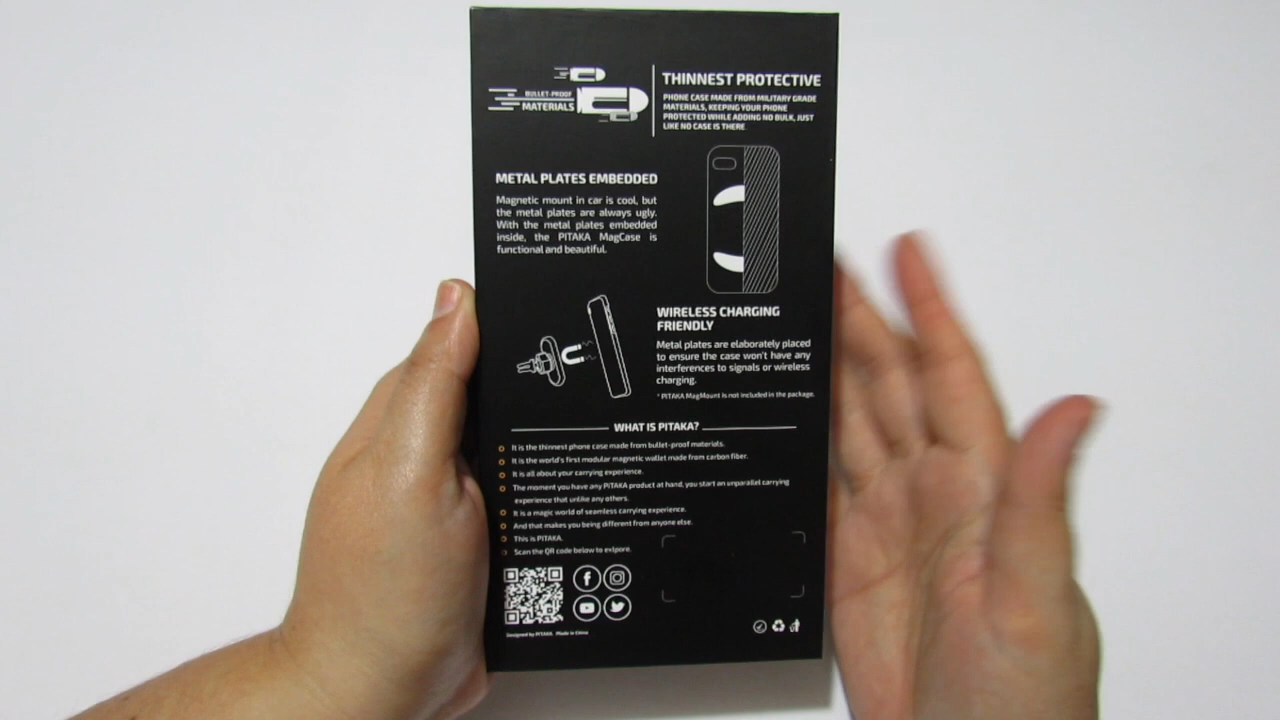 BULLET-PROOF
MATERIALS
THINNEST PROTECTIVE
PHONE CASE MADE FROM MILITARY GRADE
MATERIALS, KEEPING YOUR PHONE
PROTECTED WHILE ADDING NO BULK, JUST
LIKE NO CASE IS THERE
METAL PLATES EMBEDDED
Magnetic mount in car is cool, but
the metal plates are always ugly.
With the metal plates embedded
inside, the PITAKA MagCase is
functional and beautiful.
WIRELESS CHARGING
FRIENDLY
Metal plates are elaborately placed
to ensure the case won't have any
interferences to signals or wireless
charging.
* PITAKA MagMount is not included in the package.
WHAT IS PITAKA?
It is the thinnest phone case made from bullet-proof materials.
It is the world's first modular magnetic wallet made from carbon fiber.
It is all about your carrying experience.
The moment you have any PITAKA product at hand, you start an unparallel carrying
experience that unlike any others.
It is a magic world of seamless carrying experience.
And that makes you being different from anyone else.
This is PITAKA.
Scan the QR code below to exlpore.
Designed by PITAKA Made in China